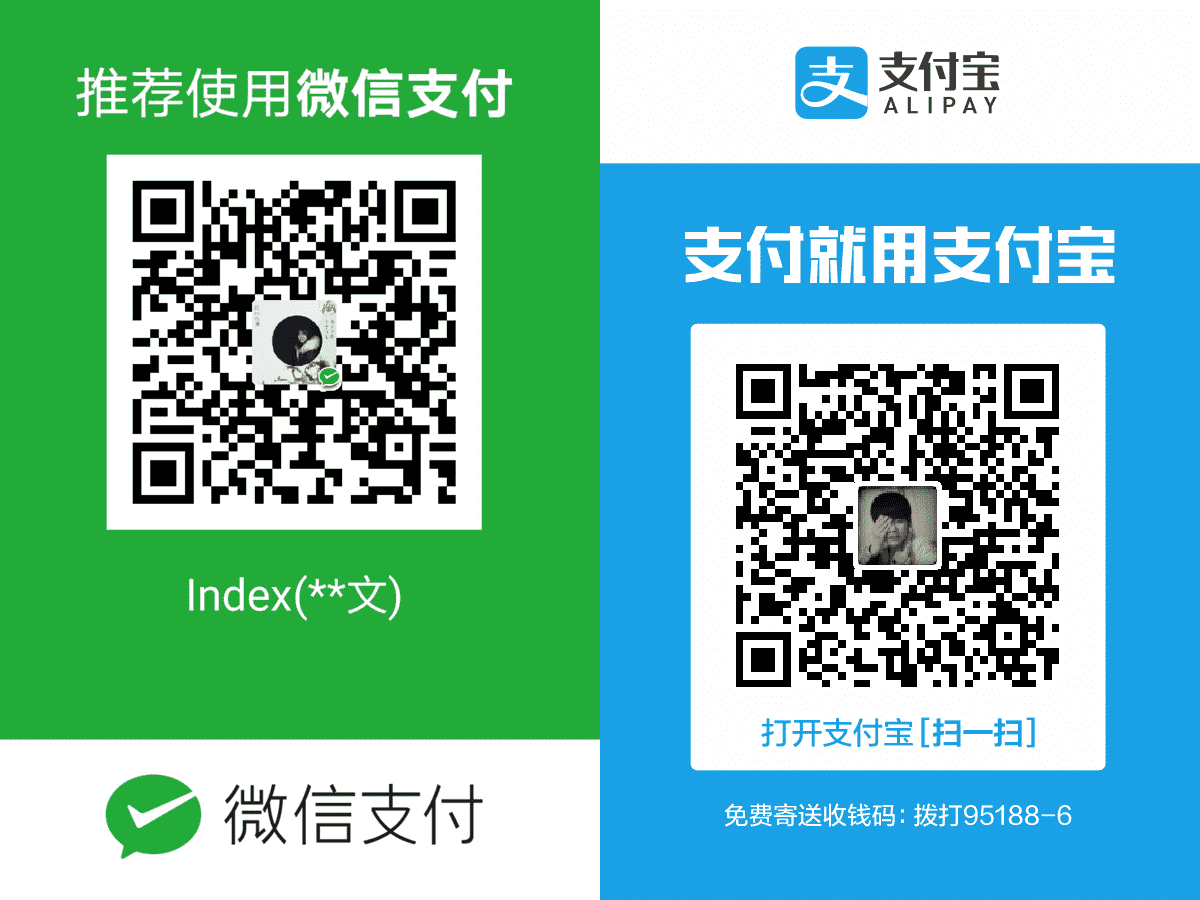 推荐使用微信支付
Index(**文)
微信支付
支付宝
ALIPAY
支付就用支付宝
打开支付宝[扫一扫]
免费寄送收钱码：拨打95188-6